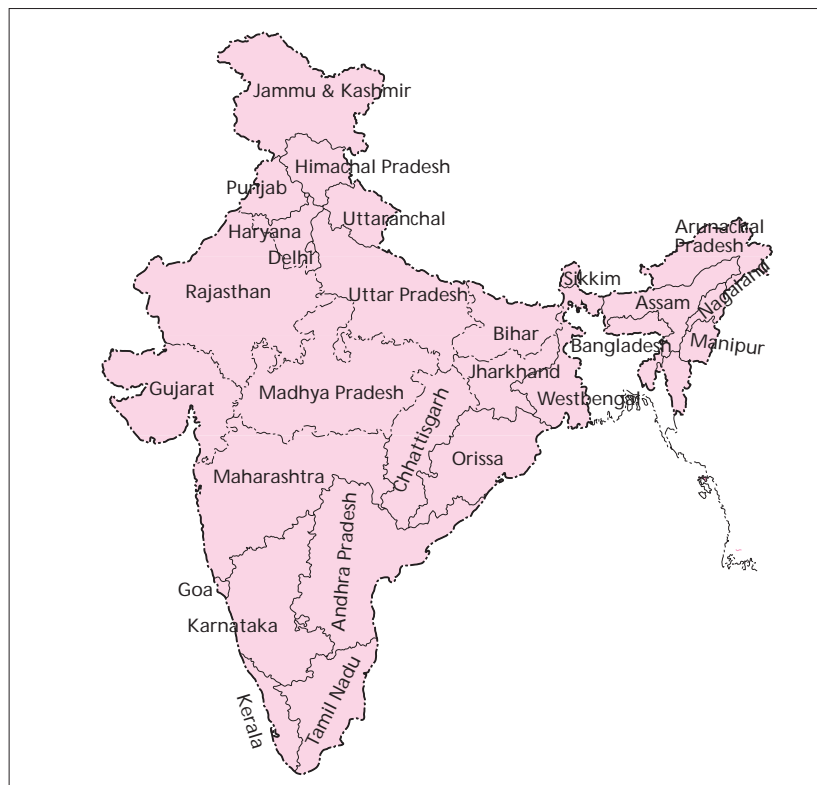 Jammu & Kashmir
Himachal Pradesh
Punjab
Uttaranchal
Haryana
Delhi
Arunachal
Pradesh
Sikkim
Nagaland
Rajasthan
Uttar Pradesh
Assam
Bihar
Bangladesh
Manipur
Jharkhand
Gujarat
Madhya Pradesh
Westbengal
Chhattisgarh
Orissa
Maharashtra
Andhra Pradesh
Goa
Karnataka
Tamil Nadu
Kerala